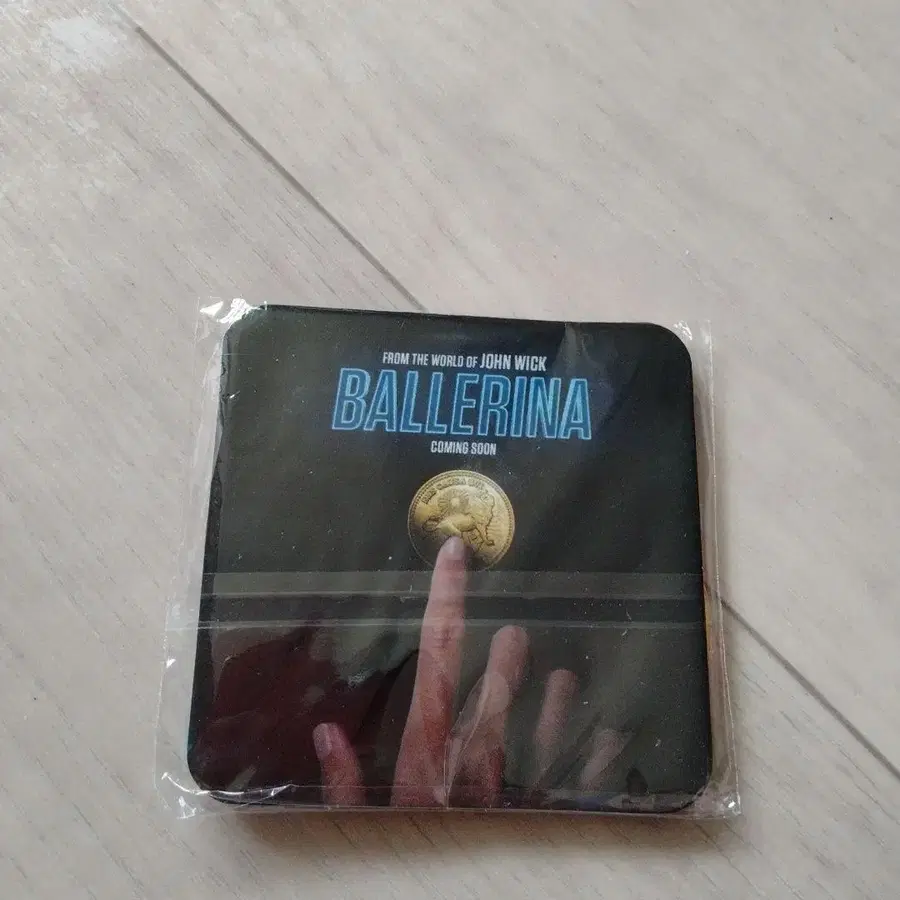 FROM THE WORLD OF JOHN WICK
BALLERINA
COMING SOON